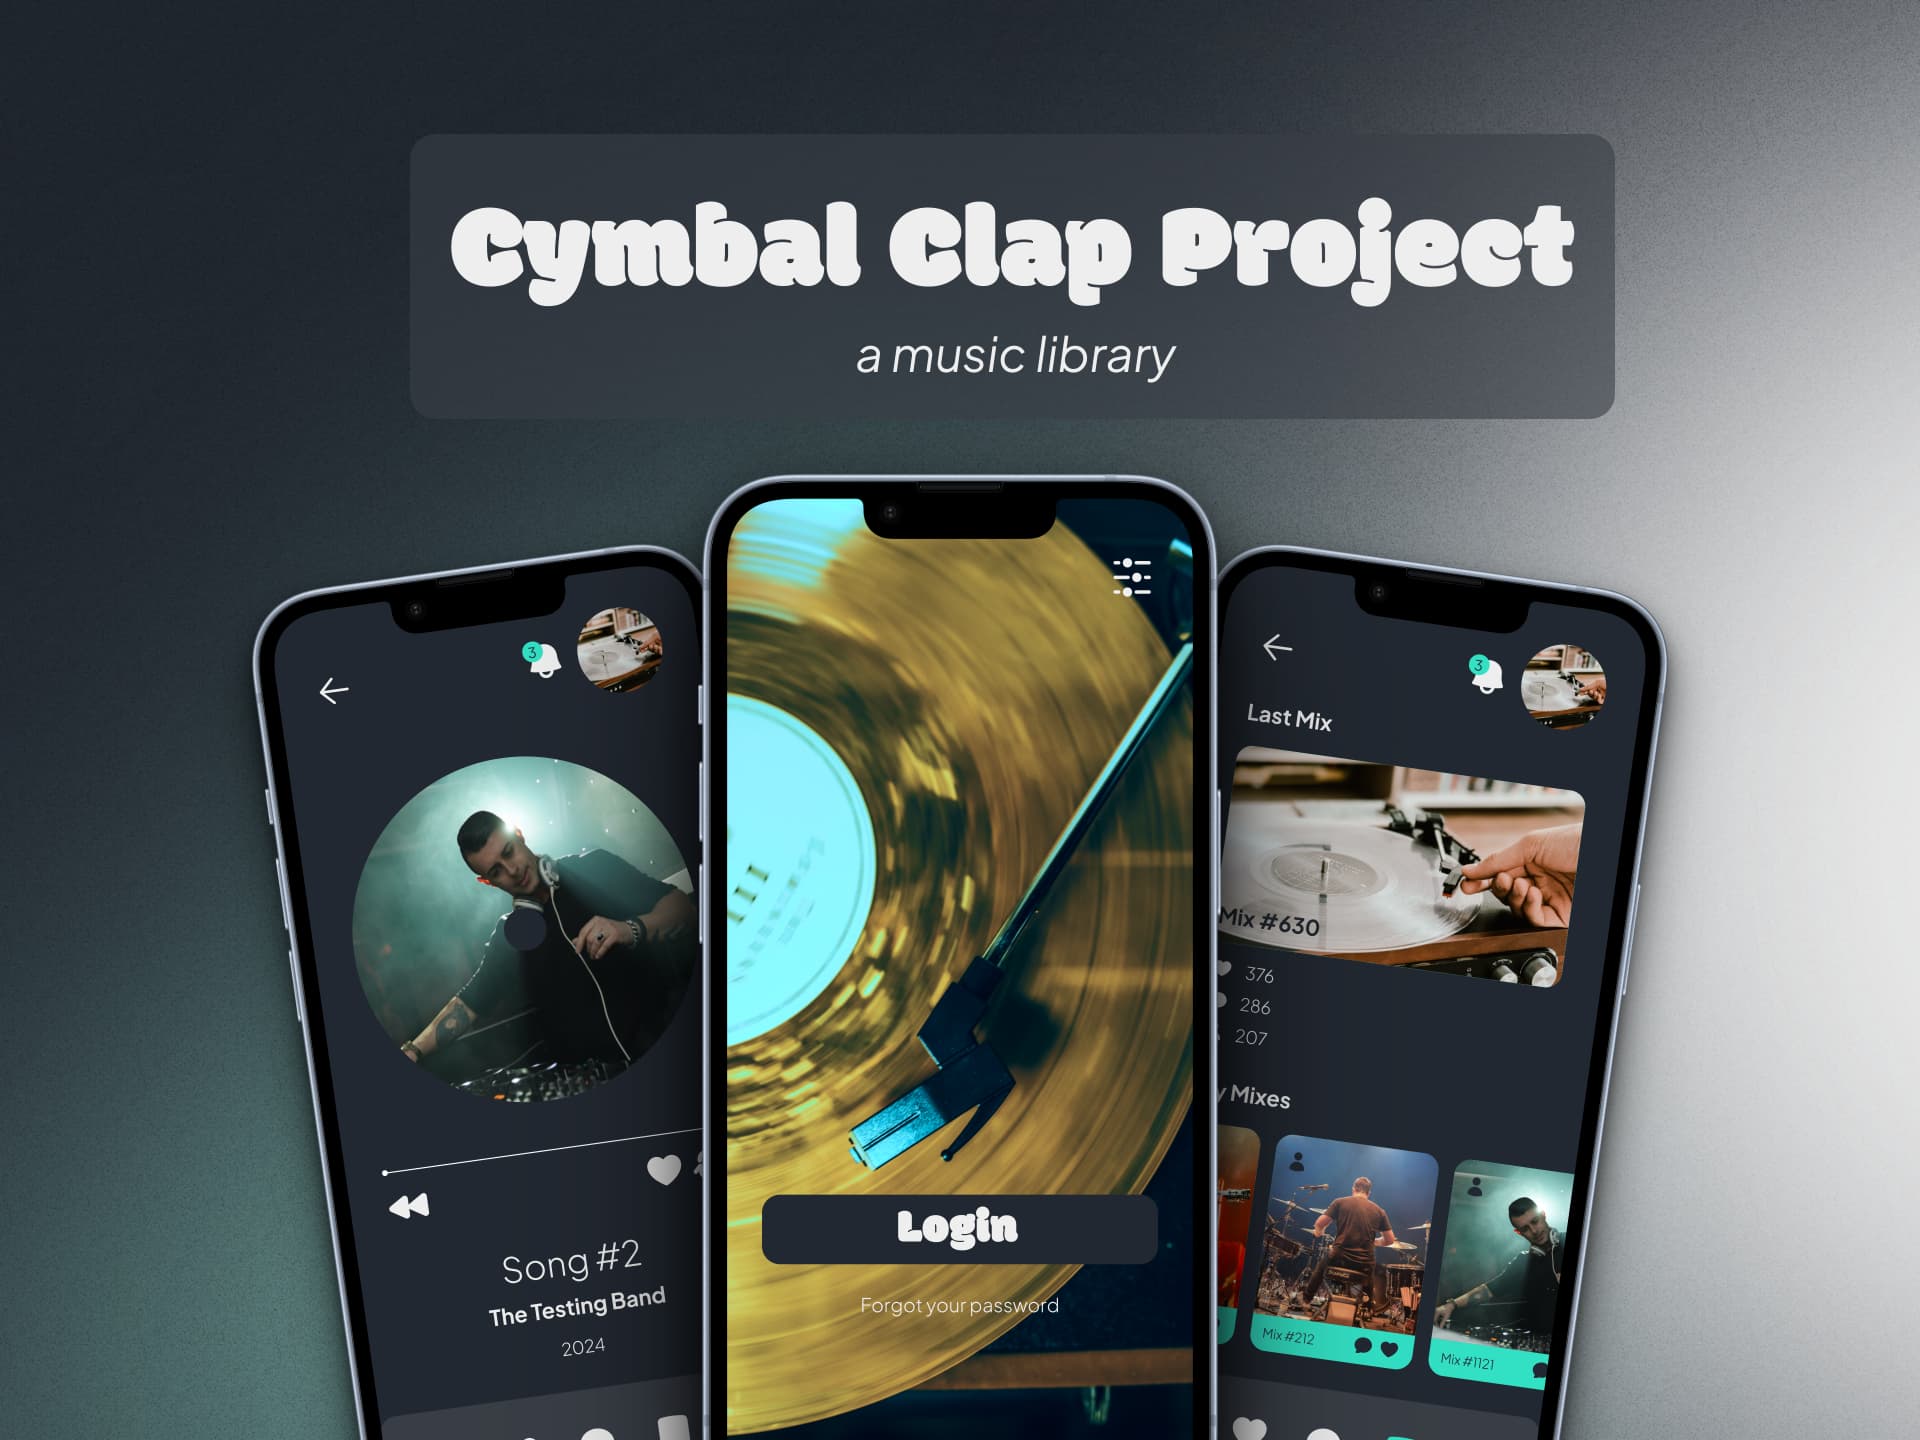 Cymbal Clap Project
a music library
3
Song #2
The Testing Band
2024
Login
Forgot your password
3
Last Mix
Mix #630
376
286
207
Mixes
Mix #212
Mix #1121